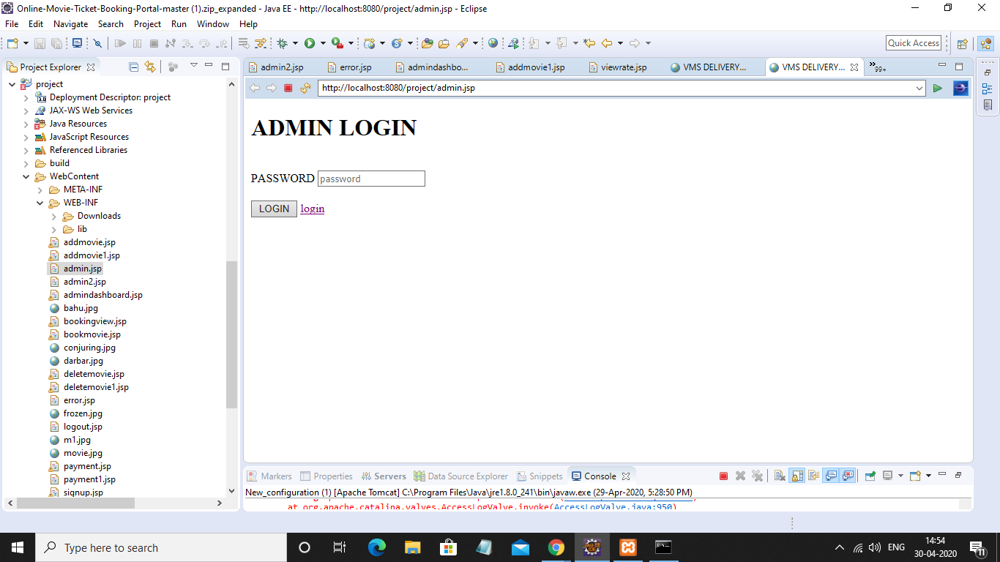 Online-Movie-Ticket-Booking-Portal-master (1).zip_expanded - Java EE - http://localhost:8080/project/admin.jsp - Eclipse
File Edit Navigate Search Project Run Window Help
Quick Access
Project Explorer
project
Deployment Descriptor: project
JAX-WS Web Services
Java Resources
JavaScript Resources
Referenced Libraries
build
WebContent
META-INF
WEB-INF
Downloads
lib
addmovie.jsp
addmovie1.jsp
admin.jsp
admin2.jsp
admindashboard.jsp
bahu.jpg
bookingview.jsp
bookmovie.jsp
conjuring.jpg
darbar.jpg
deletemovie.jsp
deletemovie1.jsp
error.jsp
frozen.jpg
logout.jsp
m1.jpg
movie.jpg
payment.jsp
payment1.jsp
signup.jsp
admin2.jsp error.jsp admindashbo... addmovie1.jsp viewrate.jsp VMS DELIVERY... VMS DELIVERY... 99+
http://localhost:8080/project/admin.jsp
ADMIN LOGIN
PASSWORD password
LOGIN login
Markers Properties Servers Data Source Explorer Snippets Console
New_configuration (1) [Apache Tomcat] C:\Program Files\Java\jre1.8.0_241\bin\javaw.exe (29-Apr-2020, 5:28:50 PM)
at org.apache.catalina.valves.AccessLogValve.invoke(AccessLogValve.java:950)
Type here to search
ENG
14:54
30-04-2020
11